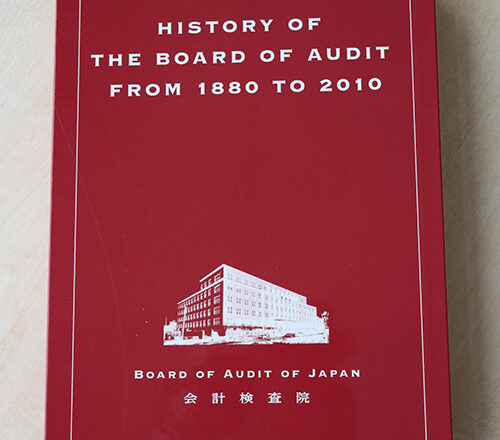 HISTORY OF
THE BOARD OF AUDIT
FROM 1880 TO 2010
BOARD OF AUDIT OF JAPAN
会計検査院